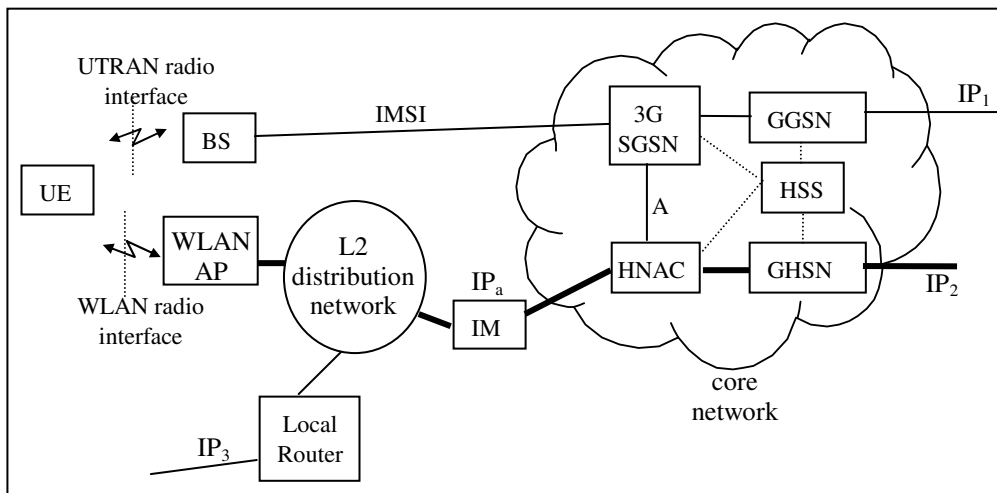 UTRAN radio
interface
IMSI
IP1
BS
3G
SGSN
GGSN
UE
HSS
A
WLAN
AP
L2
distribution
network
IPa
HNAC
GHSN
IP2
WLAN radio
interface
IM
core
network
Local
Router
IP3